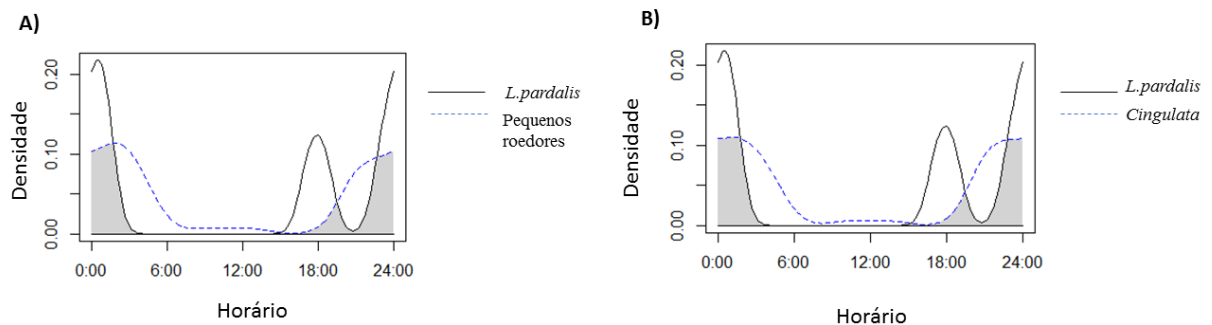 A)
0.20
0.10
0.00
Densidade
0:00 6:00 12:00 18:00 24:00
Horário
L.pardalis
Pequenos
roedores
B)
0.20
0.10
0.00
Densidade
0:00 6:00 12:00 18:00 24:00
Horário
L.pardalis
Cingulata